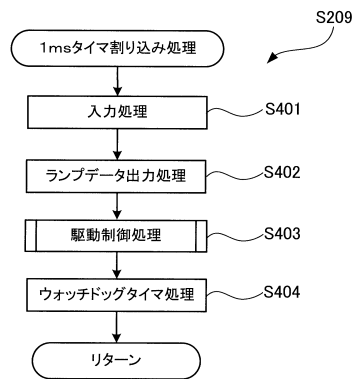 S209
1msタイマ割り込み処理
入力処理
S401
ランプデータ出力処理
S402
駆動制御処理
S403
ウォッチドッグタイマ処理
S404
リターン